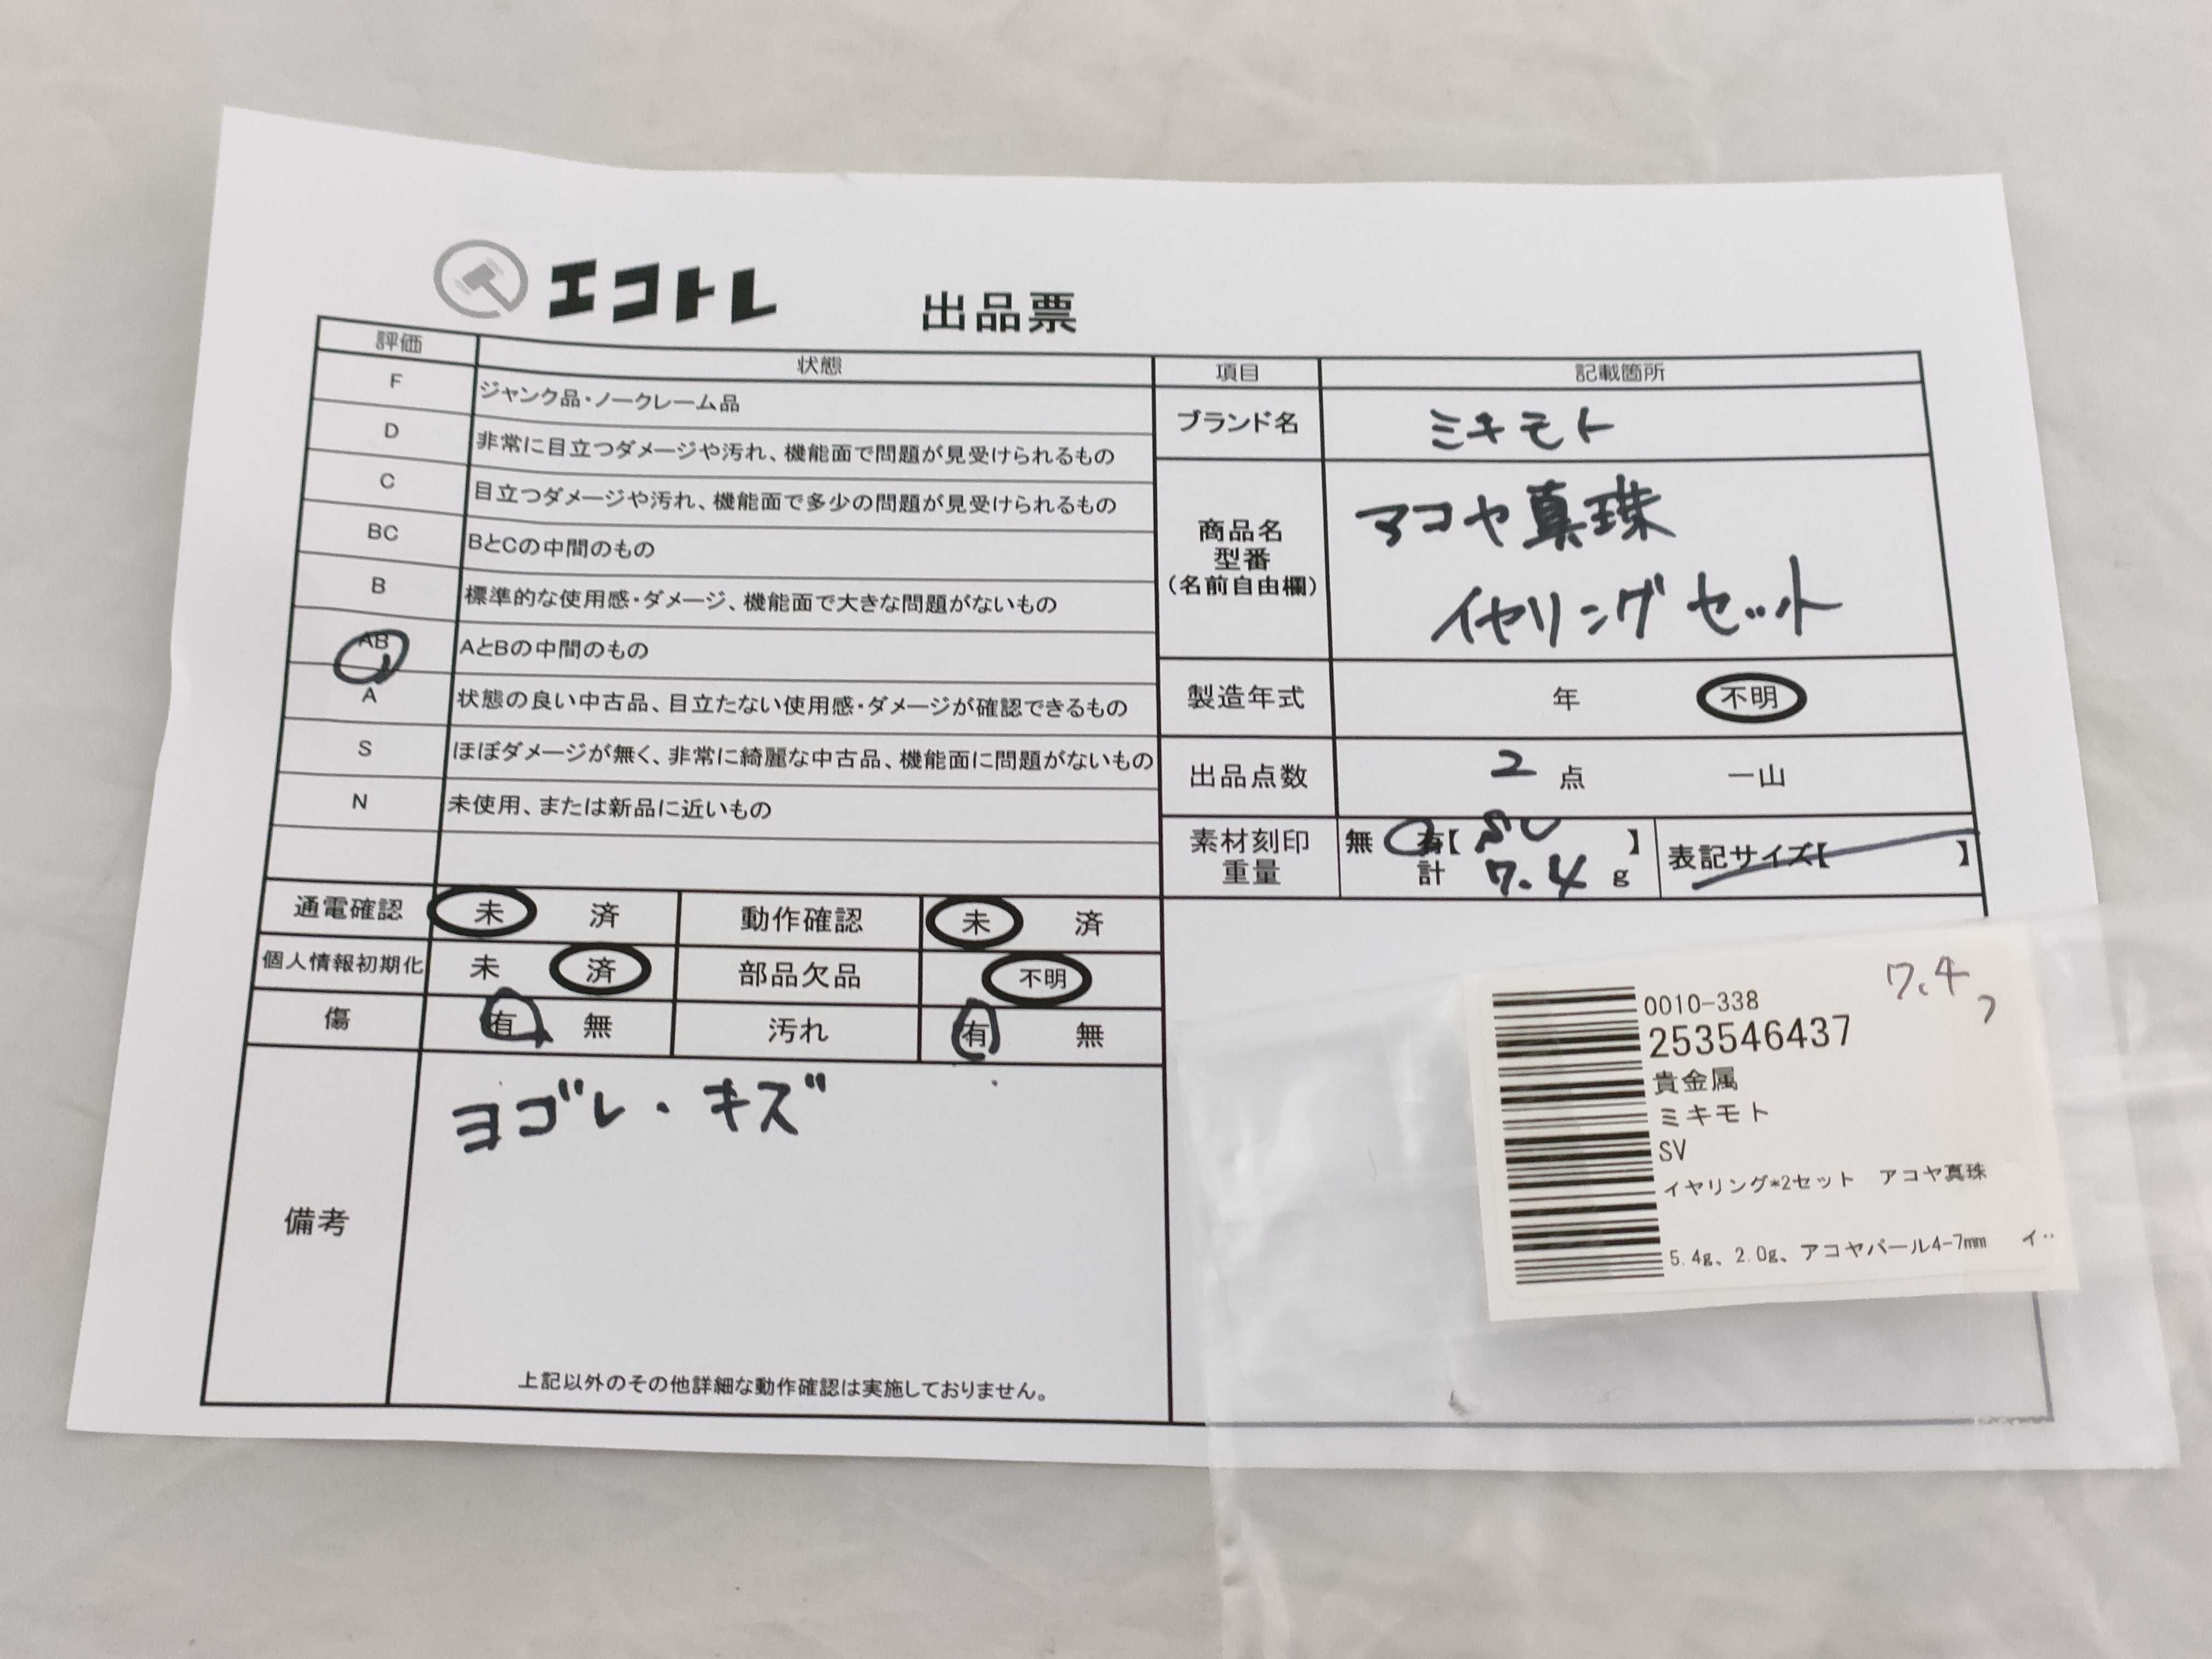 エコトレ 出品票
評価 状態
F ジャンク品・ノークレーム品
D 非常に目立つダメージや汚れ、機能面で問題が見受けられるもの
C 目立つダメージや汚れ、機能面で多少の問題が見受けられるもの
BC BとCの中間のもの
B 標準的な使用感・ダメージ、機能面で大きな問題がないもの
AB AとBの中間のもの
A 状態の良い中古品、目立たない使用感・ダメージが確認できるもの
S ほぼダメージが無く、非常に綺麗な中古品、機能面に問題がないもの
N 未使用、または新品に近いもの
通電確認 未 済 動作確認 未 済
個人情報初期化 未 済 部品欠品 不明
傷 有 無 汚れ 有 無
備考
ヨゴレ・キズ
上記以外のその他詳細な動作確認は実施しておりません。
項目 記載箇所
ブランド名 ミキモト
商品名
型番
(名前自由欄)
アコヤ真珠
イヤリングセット
製造年式 年 不明
出品点数 2 点 一山
素材刻印
重量
無 有【 SV 】
計 7.4 g
表記サイズ【 】
7.4
0010-338
253546437
貴金属
ミキモト
SV
イヤリング*2セット アコヤ真珠
5.4g、2.0g、アコヤパール4-7mm イ‥